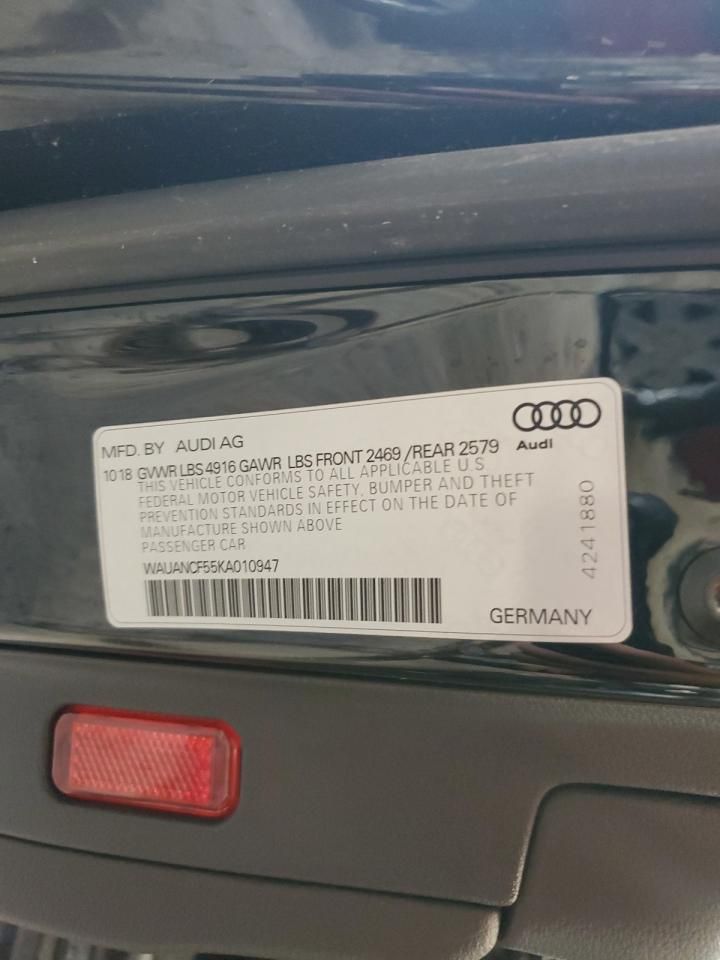 MFD. BY AUDI AG
Audi
1018 GVWR LBS 4916 GAWR LBS FRONT 2469 /REAR 2579
THIS VEHICLE CONFORMS TO ALL APPLICABLE U.S
FEDERAL MOTOR VEHICLE SAFETY, BUMPER AND THEFT
PREVENTION STANDARDS IN EFFECT ON THE DATE OF
MANUFACTURE SHOWN ABOVE
PASSENGER CAR
WAUANCF55KA010947
4241880
GERMANY